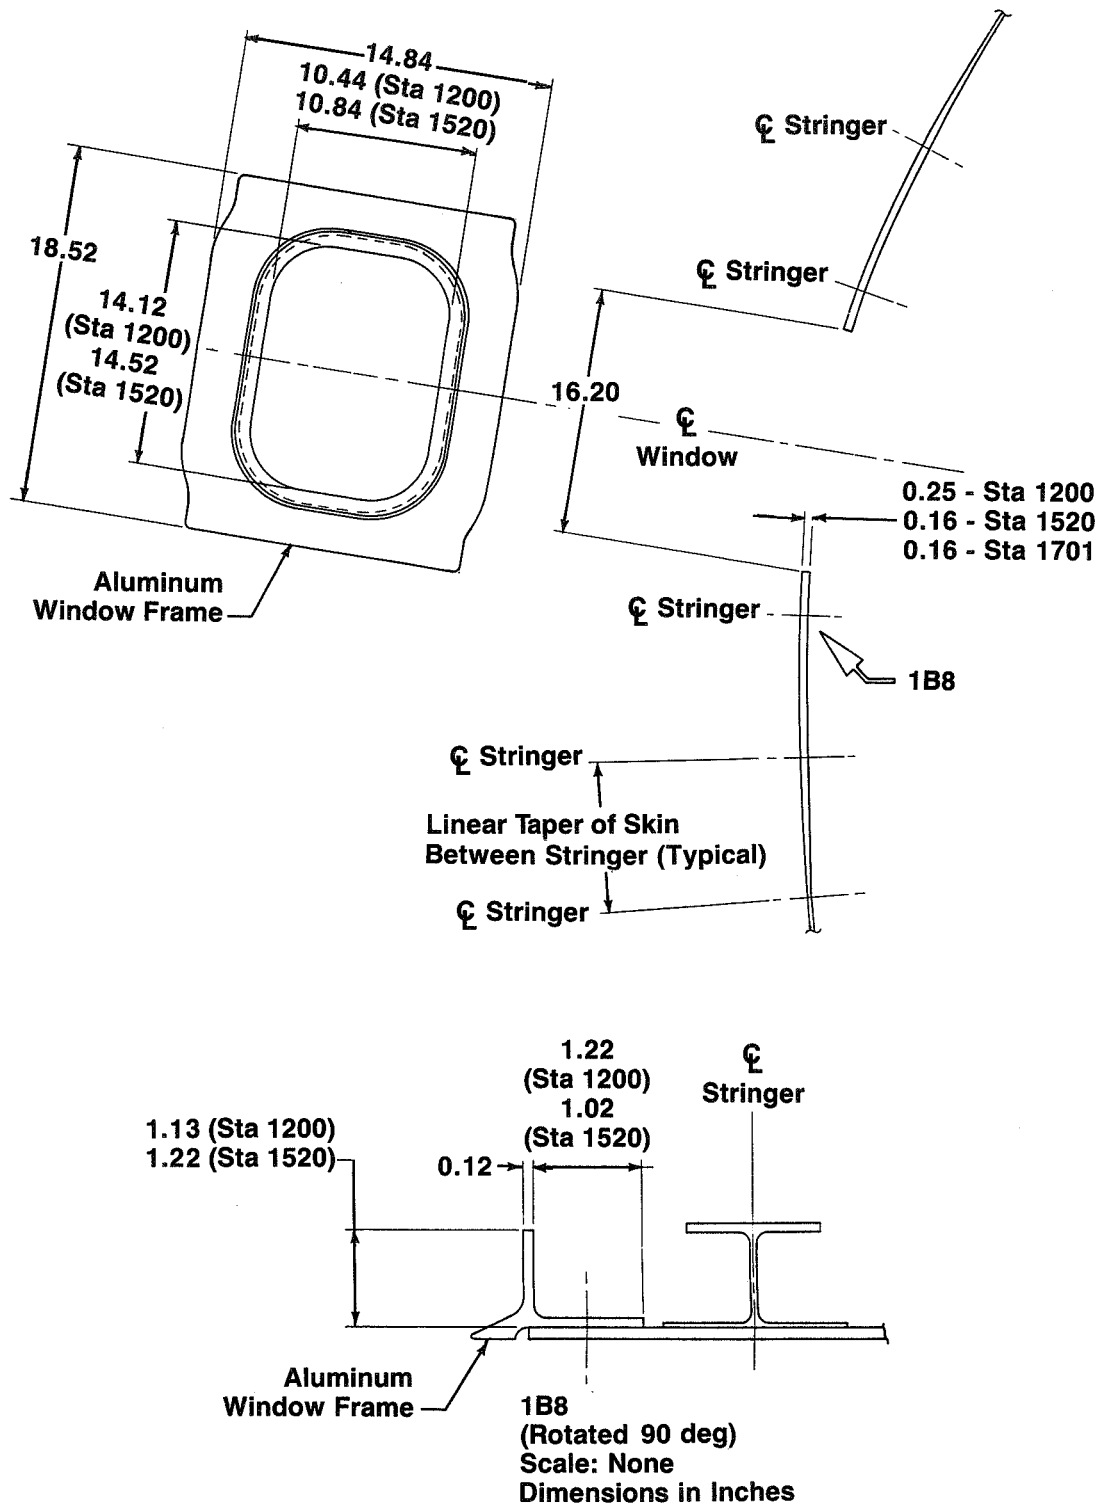 14.84
10.44 (Sta 1200)
10.84 (Sta 1520)
18.52
14.12
(Sta 1200)
14.52
(Sta 1520)
Aluminum
Window Frame
℄ Stringer
℄ Stringer
16.20
℄
Window
0.25 - Sta 1200
0.16 - Sta 1520
0.16 - Sta 1701
℄ Stringer
1B8
℄ Stringer
Linear Taper of Skin
Between Stringer (Typical)
℄ Stringer
1.22
(Sta 1200)
1.02
(Sta 1520)
℄
Stringer
1.13 (Sta 1200)
1.22 (Sta 1520)
0.12
Aluminum
Window Frame
1B8
(Rotated 90 deg)
Scale: None
Dimensions in Inches